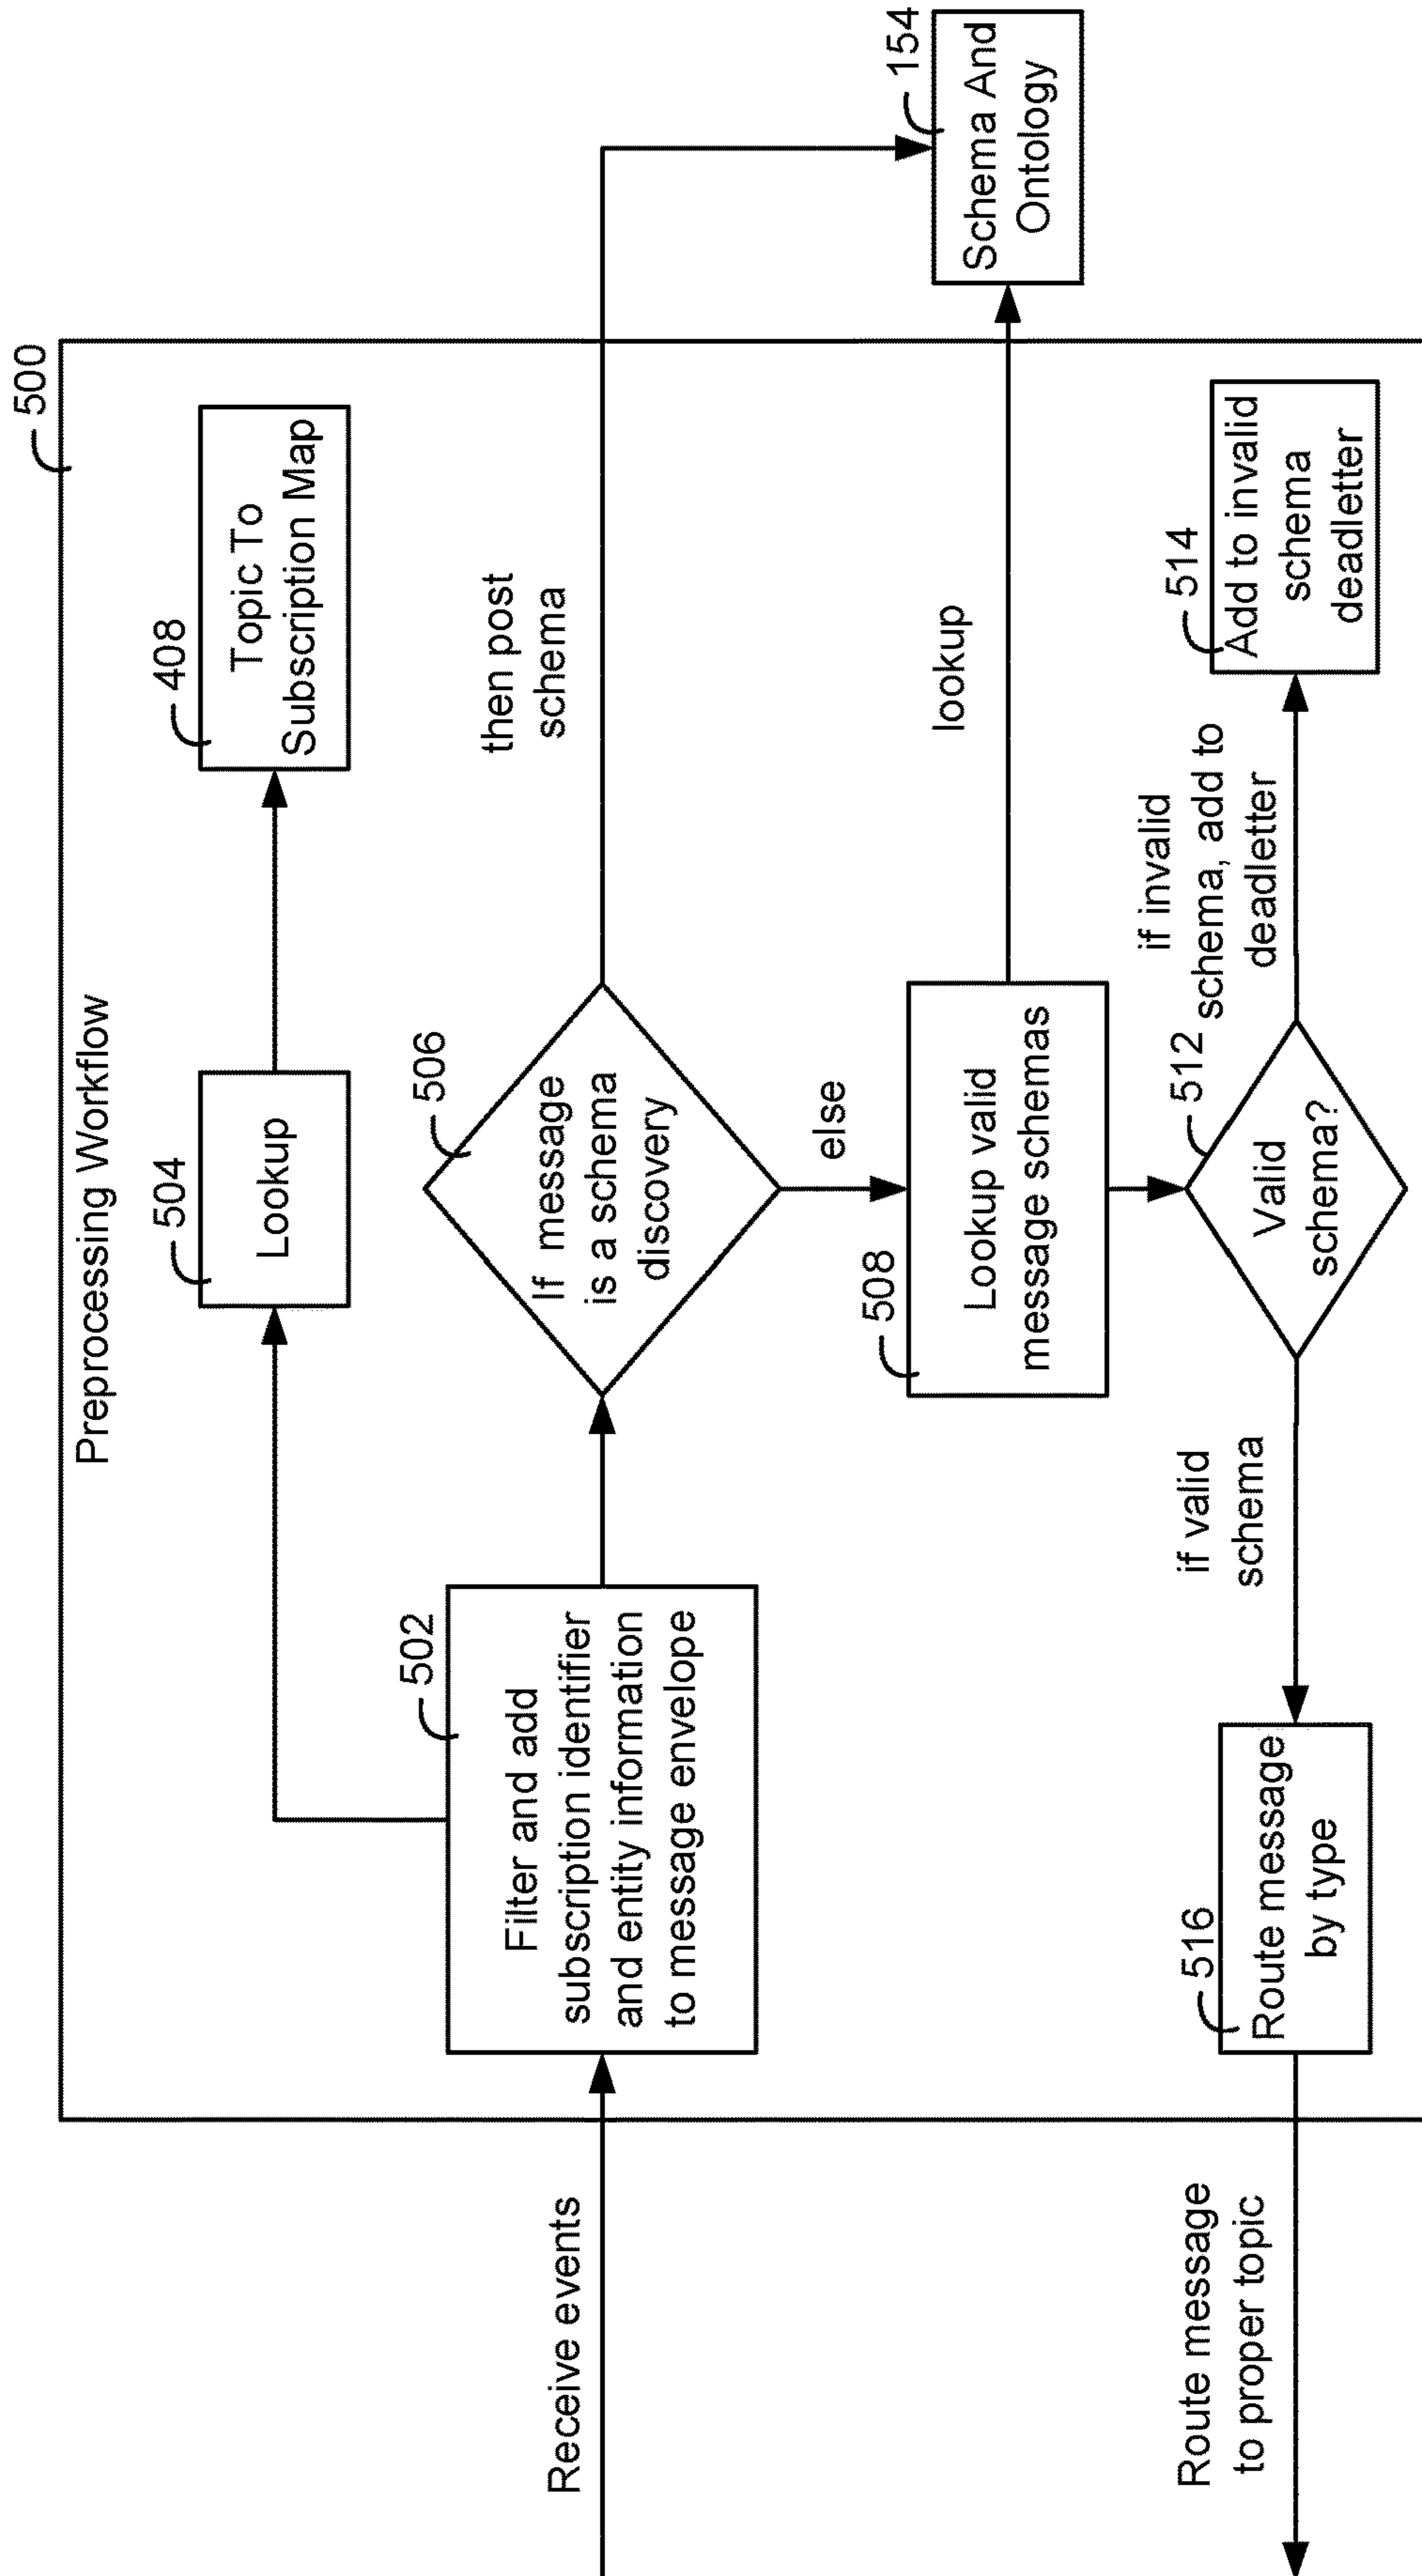 500
Preprocessing Workflow
504
Lookup
408
Topic To
Subscription Map
Receive events
502
Filter and add
subscription identifier
and entity information
to message envelope
506
If message
is a schema
discovery
then post
schema
154
Schema And
Ontology
else
508
Lookup valid
message schemas
lookup
Route message
to proper topic
516
Route message
by type
if valid
schema
512
Valid
schema?
if invalid
schema, add to
deadletter
514
Add to invalid
schema
deadletter